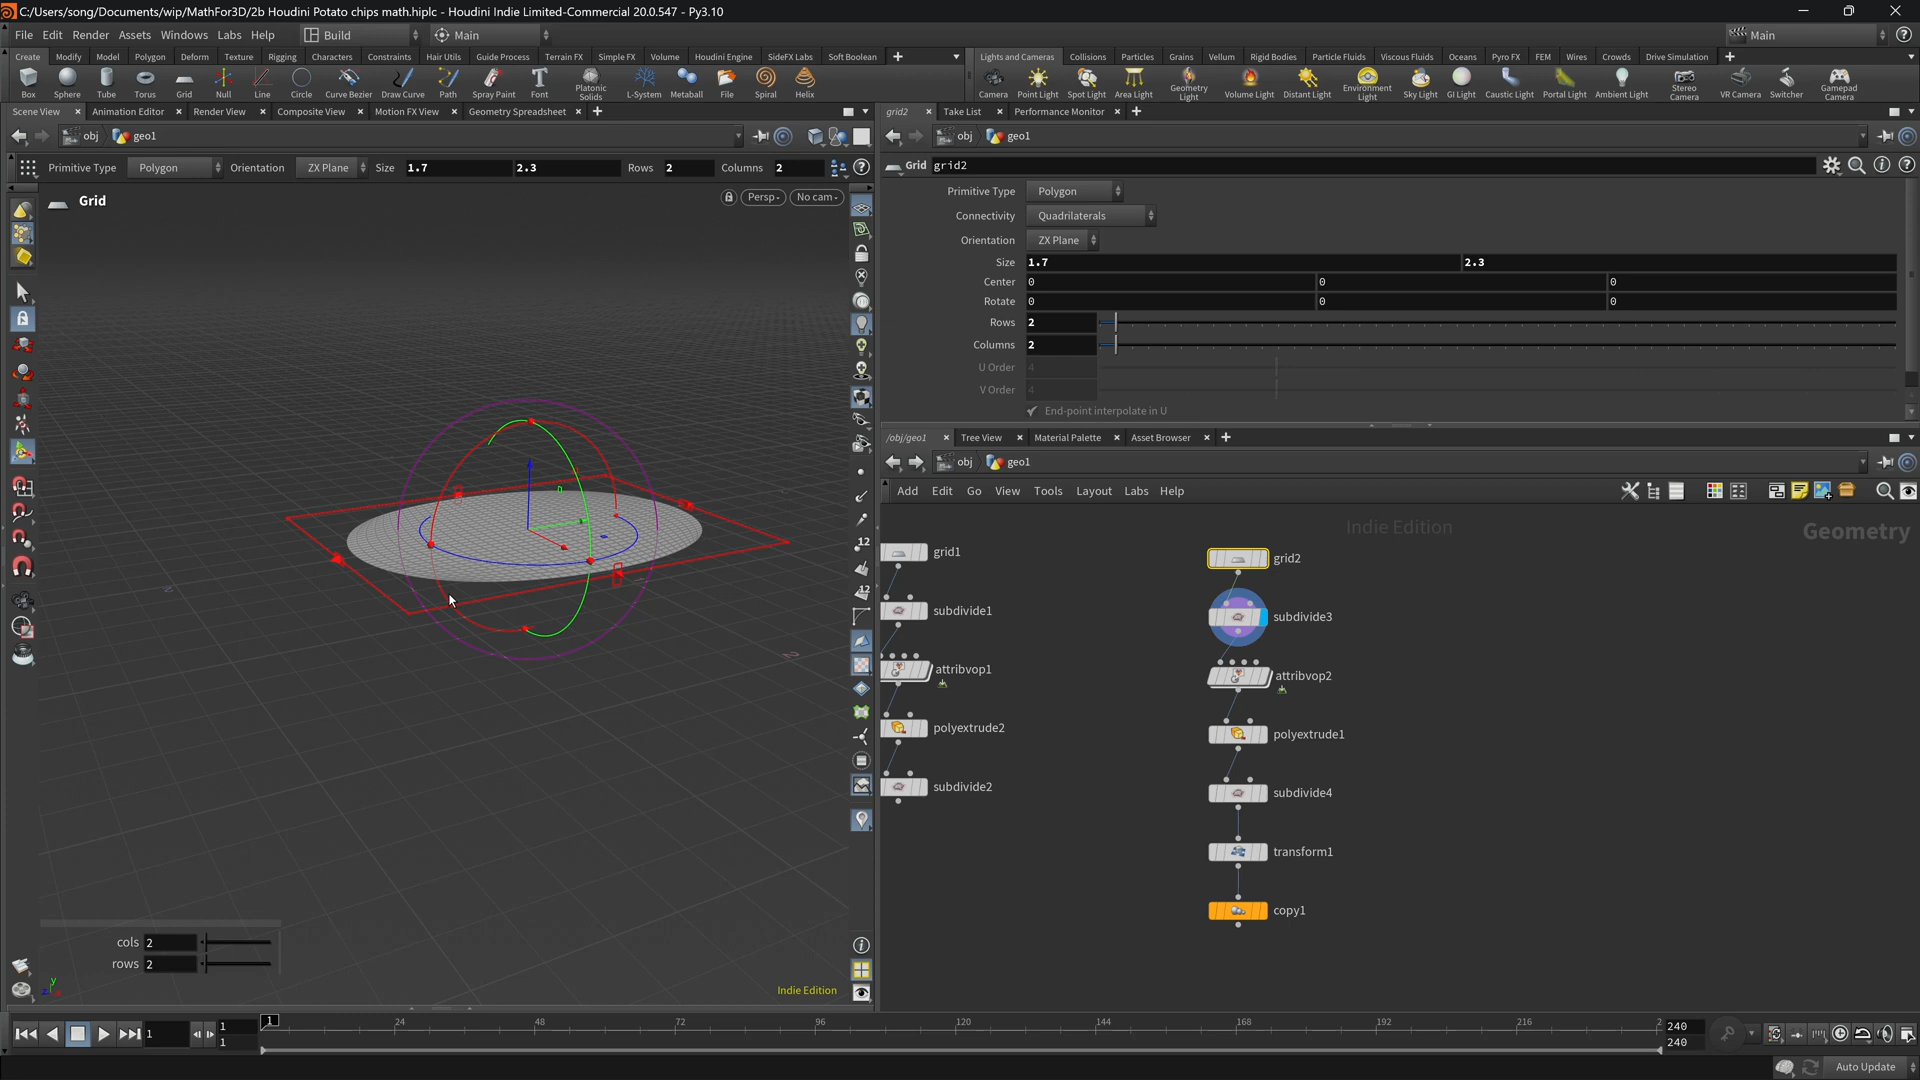 C:/Users/song/Documents/wip/MathFor3D/2b Houdini Potato chips math.hiplc - Houdini Indie Limited-Commercial 20.0.547 - Py3.10
File Edit Render Assets Windows Labs Help Build Main Main
Create Modify Model Polygon Deform Texture Rigging Characters Constraints Hair Utils Guide Process Terrain FX Simple FX Volume Houdini Engine SideFX Labs Soft Boolean
Lights and Cameras Collisions Particles Grains Vellum Rigid Bodies Particle Fluids Viscous Fluids Oceans Pyro FX FEM Wires Crowds Drive Simulation
Box Sphere Tube Torus Grid Null Line Circle Curve Bezier Draw Curve Path Spray Paint Font Platonic Solids L-System Metaball File Spiral Helix
Camera Point Light Spot Light Area Light Geometry Light Volume Light Distant Light Environment Light Sky Light GI Light Caustic Light Portal Light Ambient Light Stereo Camera VR Camera Switcher Gamepad Camera
Scene View Animation Editor Render View Composite View Motion FX View Geometry Spreadsheet
grid2 Take List Performance Monitor
obj geo1
obj geo1
Primitive Type Polygon Orientation ZX Plane Size 1.7 2.3 Rows 2 Columns 2
Grid grid2
Grid
Persp No cam
Primitive Type Polygon
Connectivity Quadrilaterals
Orientation ZX Plane
Size 1.7 2.3
Center 0 0 0
Rotate 0 0 0
Rows 2
Columns 2
U Order 4
V Order 4
End-point interpolate in U
/obj/geo1 Tree View Material Palette Asset Browser
obj geo1
Add Edit Go View Tools Layout Labs Help
Indie Edition
Geometry
grid1
subdivide1
attribvop1
polyextrude2
subdivide2
grid2
subdivide3
attribvop2
polyextrude1
subdivide4
transform1
copy1
12
12
cols 2
rows 2
y
Indie Edition
1 1 1
1 24 48 72 96 120 144 168 192 216 2
240
240
Auto Update